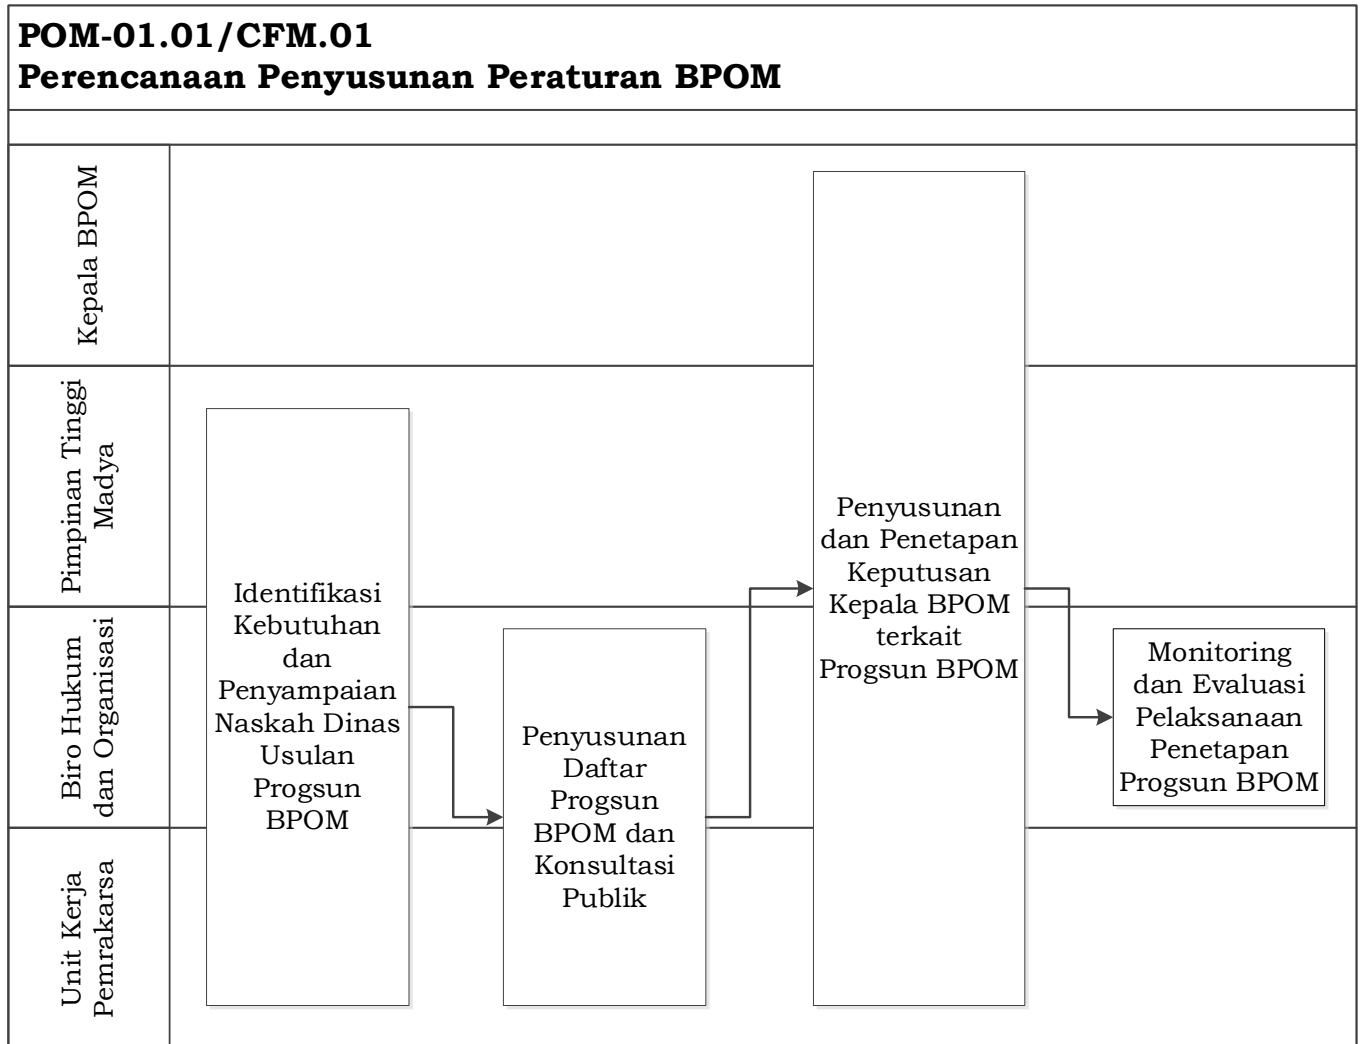 POM-01.01/CFM.01
Perencanaan Penyusunan Peraturan BPOM
Kepala BPOM
Pimpinan Tinggi
Madya
Biro Hukum
dan Organisasi
Unit Kerja
Pemrakarsa
Identifikasi
Kebutuhan
dan
Penyampaian
Naskah Dinas
Usulan
Progsun
BPOM
Penyusunan
Daftar
Progsun
BPOM dan
Konsultasi
Publik
Penyusunan
dan Penetapan
Keputusan
Kepala BPOM
terkait
Progsun BPOM
Monitoring
dan Evaluasi
Pelaksanaan
Penetapan
Progsun BPOM